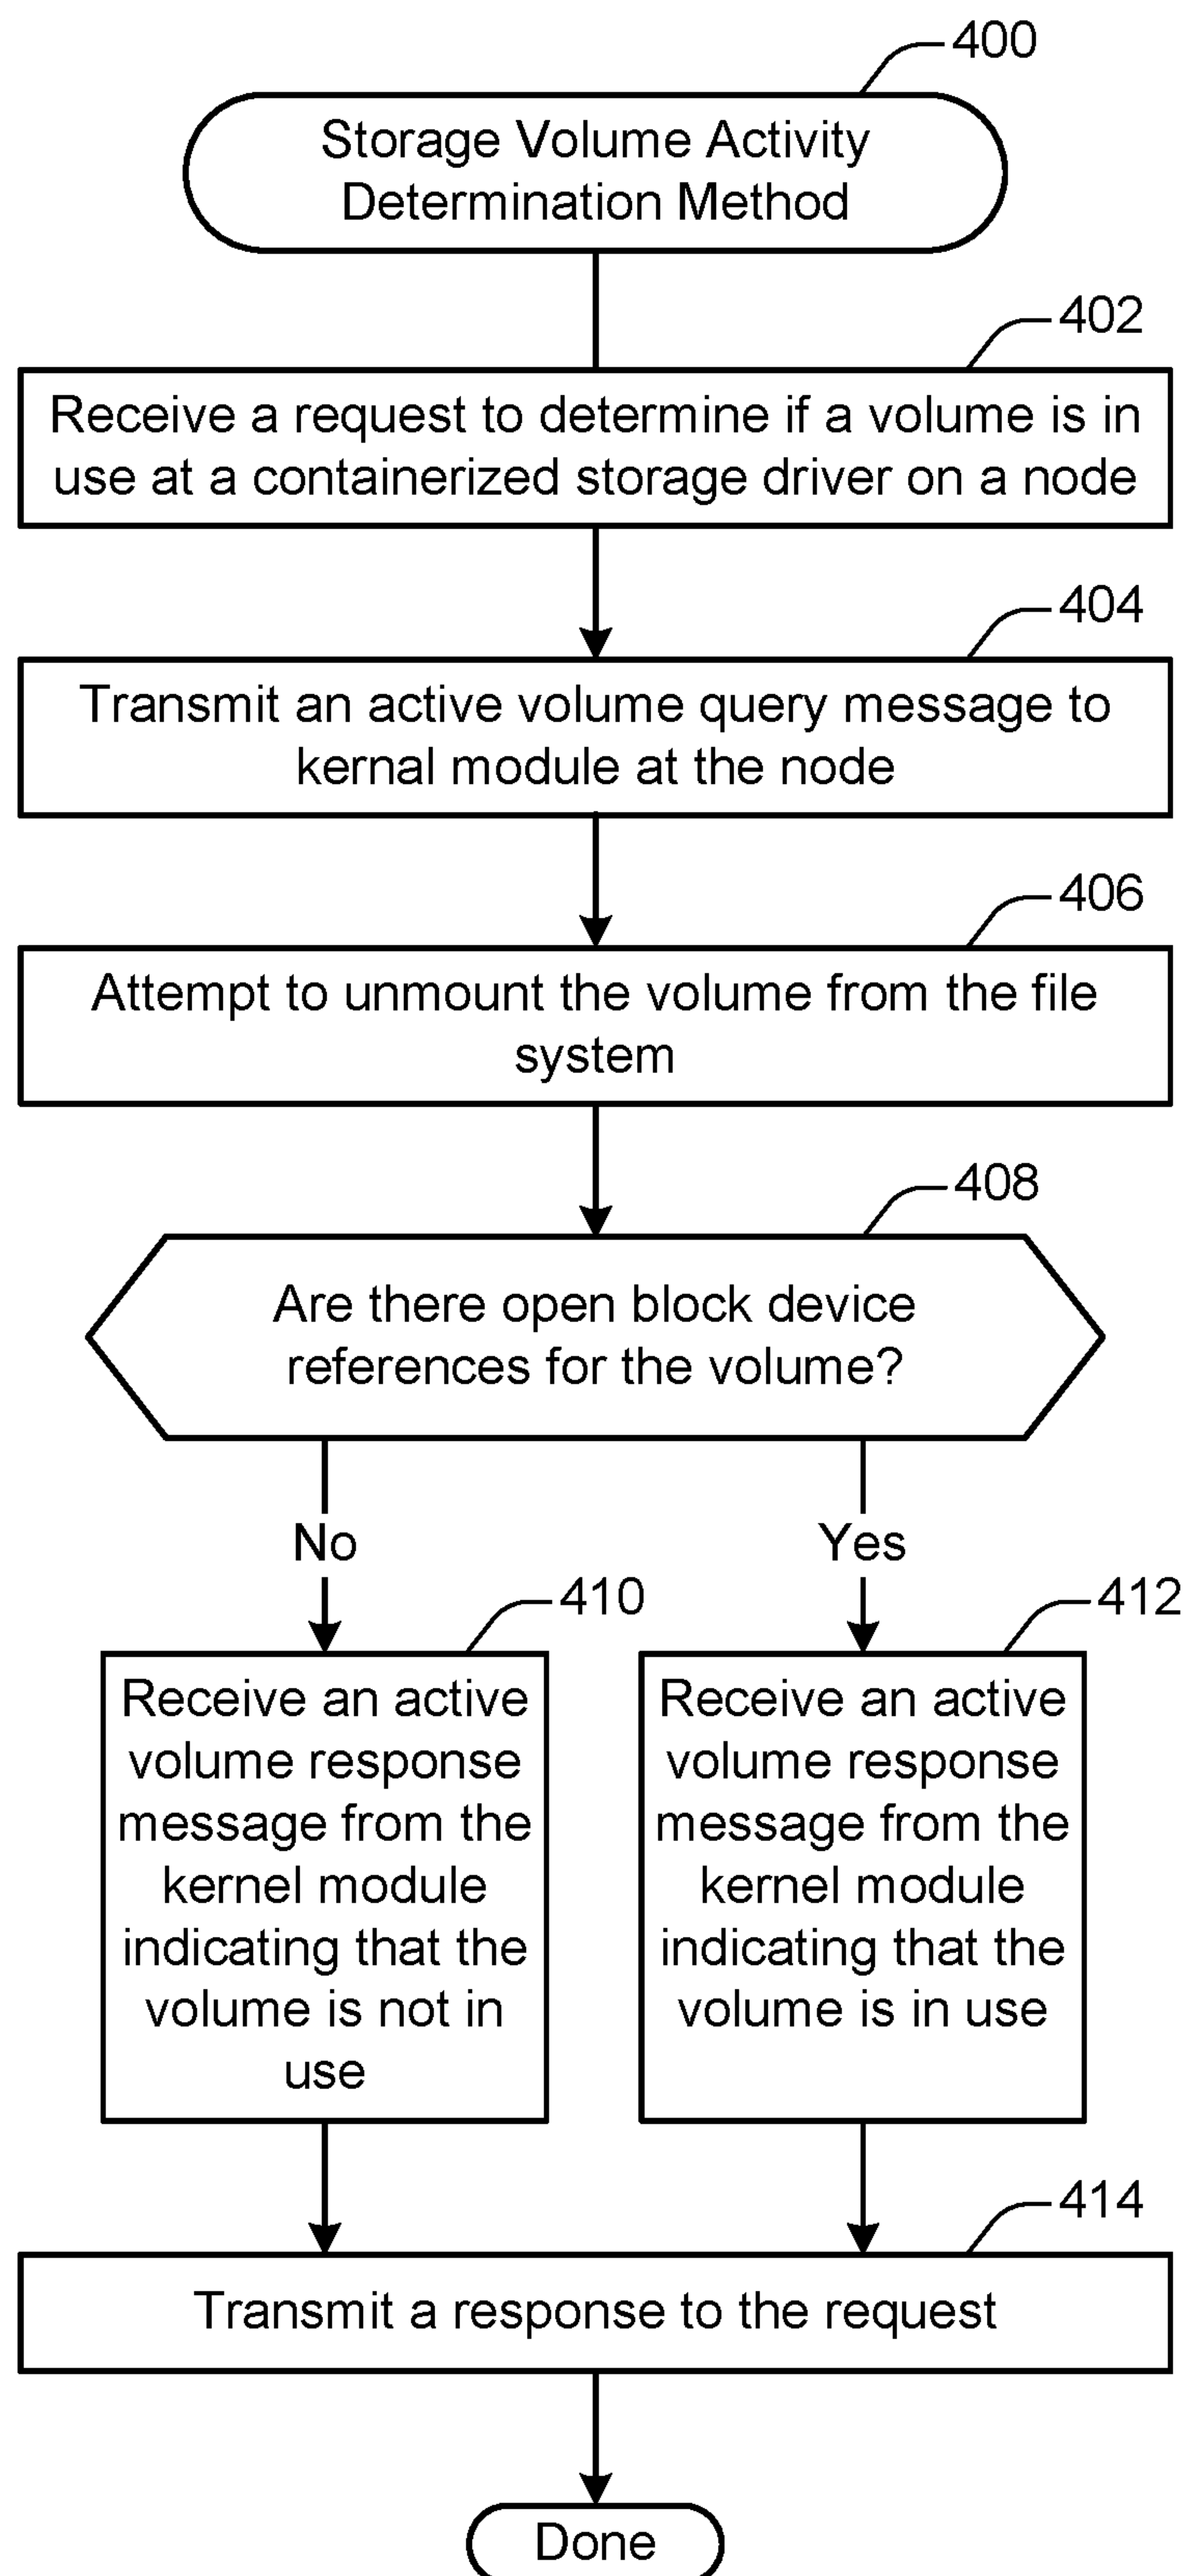 400
Storage Volume Activity
Determination Method
402
Receive a request to determine if a volume is in
use at a containerized storage driver on a node
404
Transmit an active volume query message to
kernal module at the node
406
Attempt to unmount the volume from the file
system
408
Are there open block device
references for the volume?
No
Yes
410
Receive an active
volume response
message from the
kernel module
indicating that the
volume is not in
use
412
Receive an active
volume response
message from the
kernel module
indicating that the
volume is in use
414
Transmit a response to the request
Done